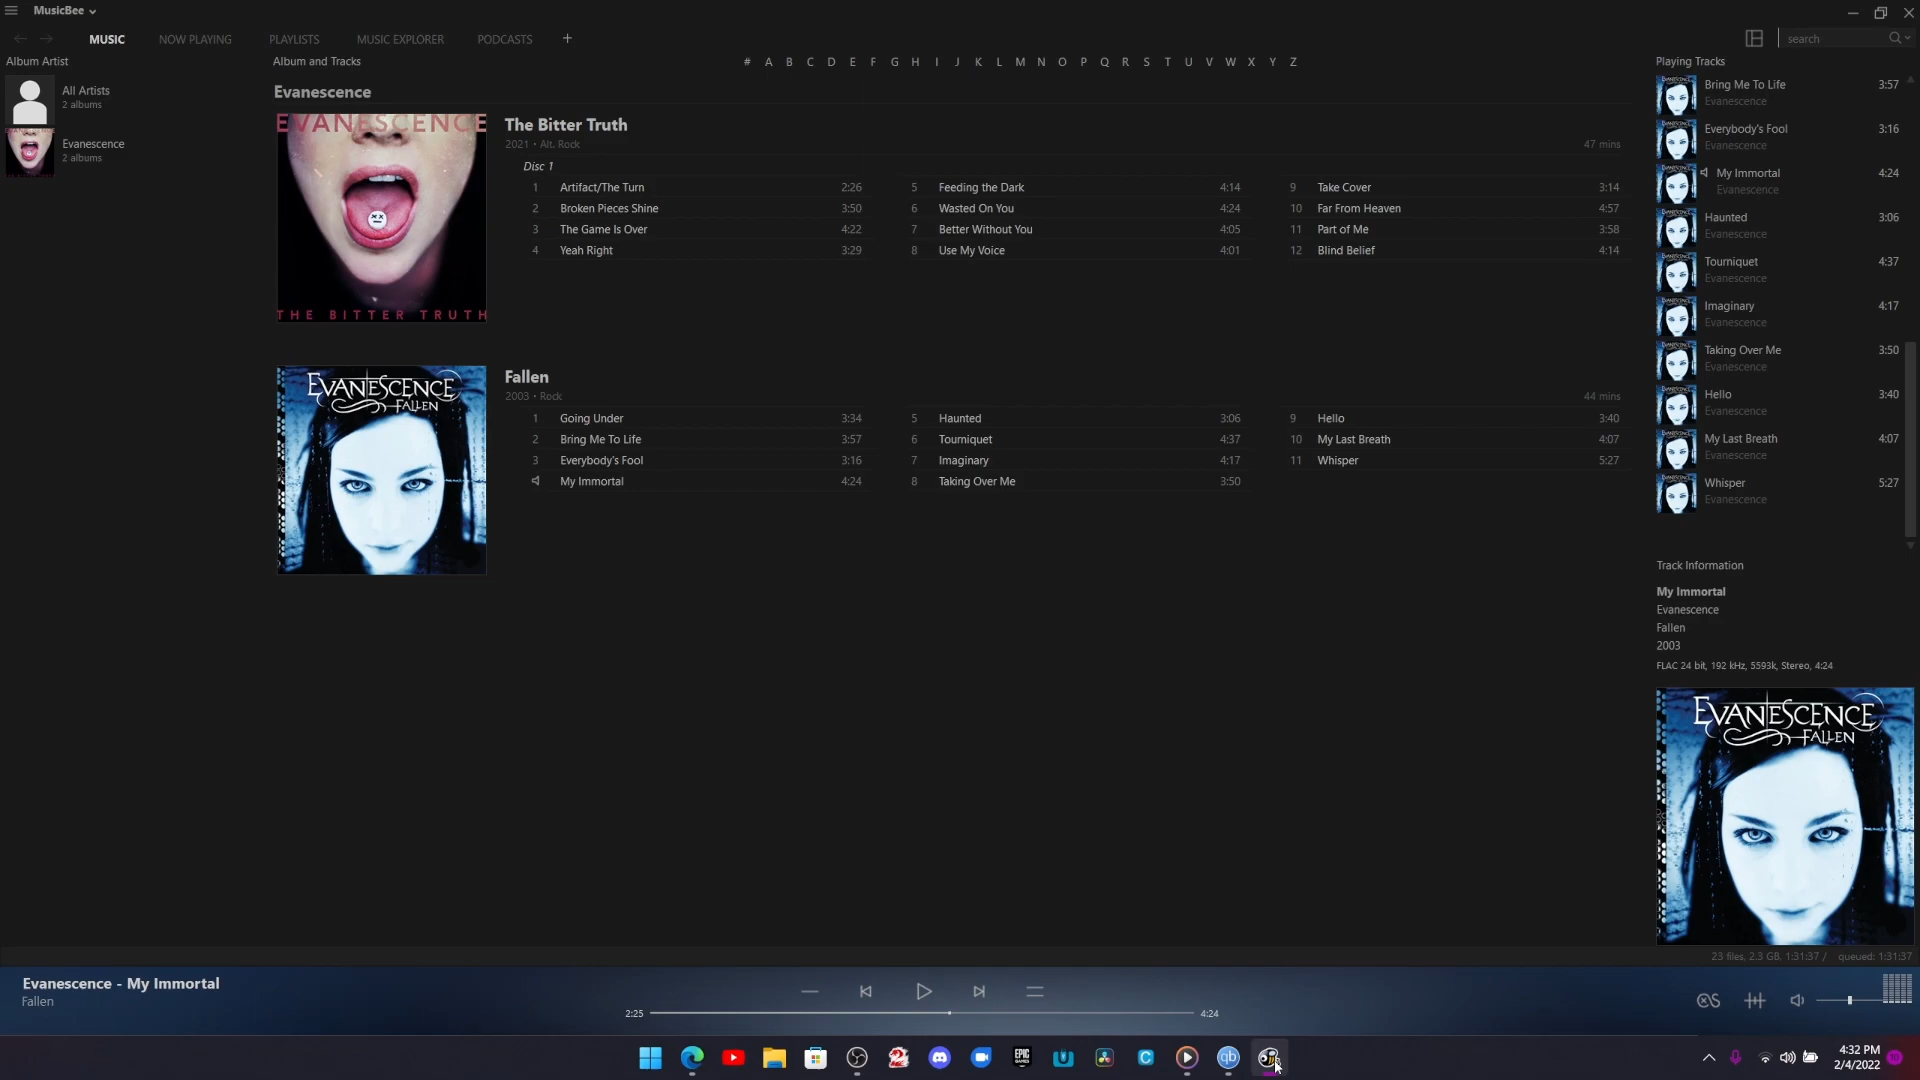 MusicBee
MUSIC NOW PLAYING PLAYLISTS MUSIC EXPLORER PODCASTS +
search
Album Artist
All Artists
2 albums
Evanescence
2 albums
Album and Tracks
# A B C D E F G H I J K L M N O P Q R S T U V W X Y Z
Evanescence
EVANESCENCE
THE BITTER TRUTH
The Bitter Truth
2021 • Alt. Rock 47 mins
Disc 1
1 Artifact/The Turn 2:26
2 Broken Pieces Shine 3:50
3 The Game Is Over 4:22
4 Yeah Right 3:29
5 Feeding the Dark 4:14
6 Wasted On You 4:24
7 Better Without You 4:05
8 Use My Voice 4:01
9 Take Cover 3:14
10 Far From Heaven 4:57
11 Part of Me 3:58
12 Blind Belief 4:14
EVANESCENCE
FALLEN
Fallen
2003 • Rock 44 mins
1 Going Under 3:34
2 Bring Me To Life 3:57
3 Everybody's Fool 3:16
My Immortal 4:24
5 Haunted 3:06
6 Tourniquet 4:37
7 Imaginary 4:17
8 Taking Over Me 3:50
9 Hello 3:40
10 My Last Breath 4:07
11 Whisper 5:27
Playing Tracks
Bring Me To Life 3:57
Evanescence
Everybody's Fool 3:16
Evanescence
My Immortal 4:24
Evanescence
Haunted 3:06
Evanescence
Tourniquet 4:37
Evanescence
Imaginary 4:17
Evanescence
Taking Over Me 3:50
Evanescence
Hello 3:40
Evanescence
My Last Breath 4:07
Evanescence
Whisper 5:27
Evanescence
Track Information
My Immortal
Evanescence
Fallen
2003
FLAC 24 bit, 192 kHz, 5593k, Stereo, 4:24
EVANESCENCE
FALLEN
23 files, 2.3 GB, 1:31:37 / queued: 1:31:37
Evanescence - My Immortal
Fallen
2:25 4:24
EPIC
GAMES
C
qb
4:32 PM
2/4/2022
10